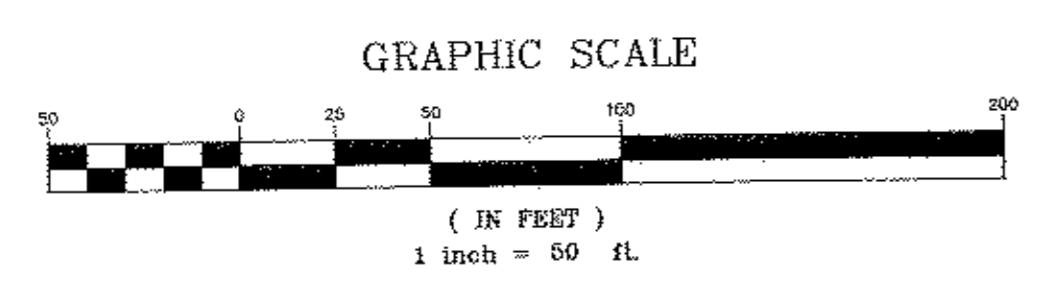 GRAPHIC SCALE
50 0 25 50 100 200
( IN FEET )
1 inch = 50 ft.